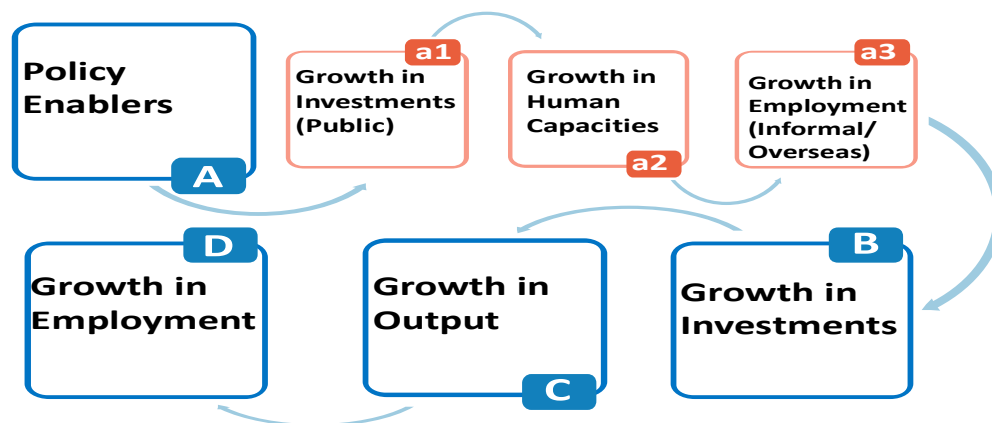 Policy
Enablers
A
a1
Growth in
Investments
(Public)
Growth in
Human
Capacities
a2
a3
Growth in
Employment
(Informal/
Overseas)
D
Growth in
Employment
Growth in
Output
C
B
Growth in
Investments